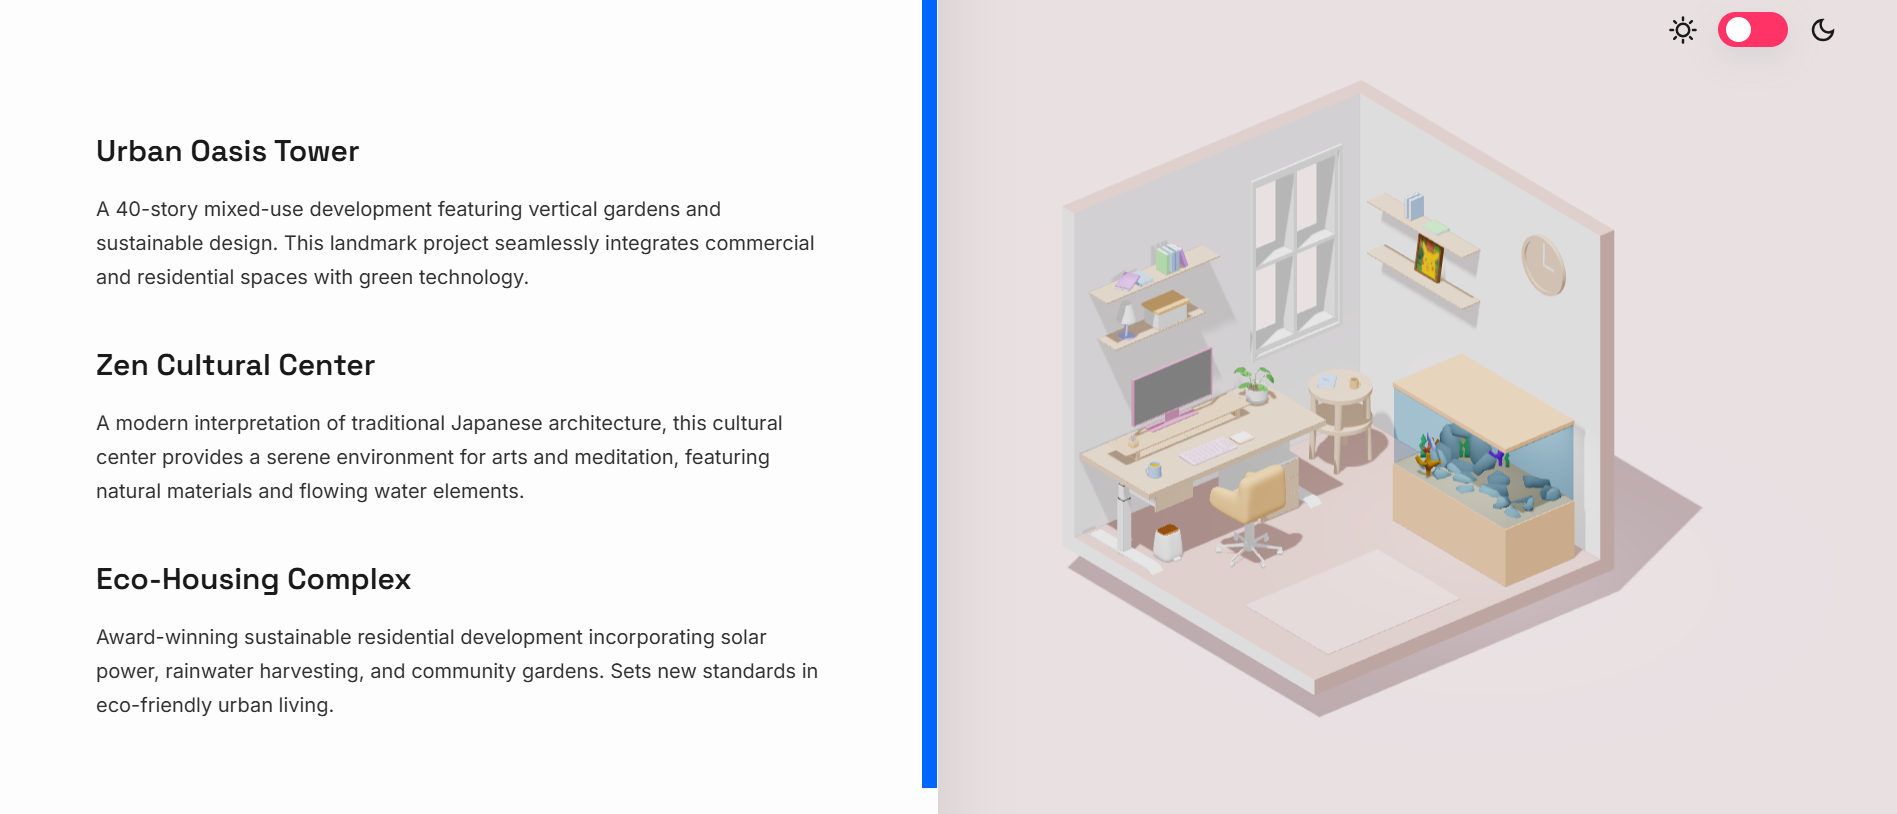 Urban Oasis Tower
A 40-story mixed-use development featuring vertical gardens and
sustainable design. This landmark project seamlessly integrates commercial
and residential spaces with green technology.
Zen Cultural Center
A modern interpretation of traditional Japanese architecture, this cultural
center provides a serene environment for arts and meditation, featuring
natural materials and flowing water elements.
Eco-Housing Complex
Award-winning sustainable residential development incorporating solar
power, rainwater harvesting, and community gardens. Sets new standards in
eco-friendly urban living.